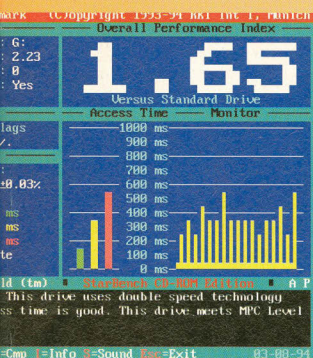 mark (C)opyright 1993-94 RKI Int'l, Munich
Overall Performance Index
: G:
: 2.23
: 0
: Yes
1.65
Versus Standard Drive
Access Time Monitor
lags
/.
1000 ms
900 ms
800 ms
700 ms
600 ms
500 ms
400 ms
300 ms
200 ms
100 ms
0 ms
:
±0.03%
ms
ms
ms
te
ld (tm) StarBench CD-ROM Edition A P
This drive uses double speed technology
ss time is good. This drive meets MPC Level
=Cmp I=Info S=Sound Esc=Exit 03-08-94